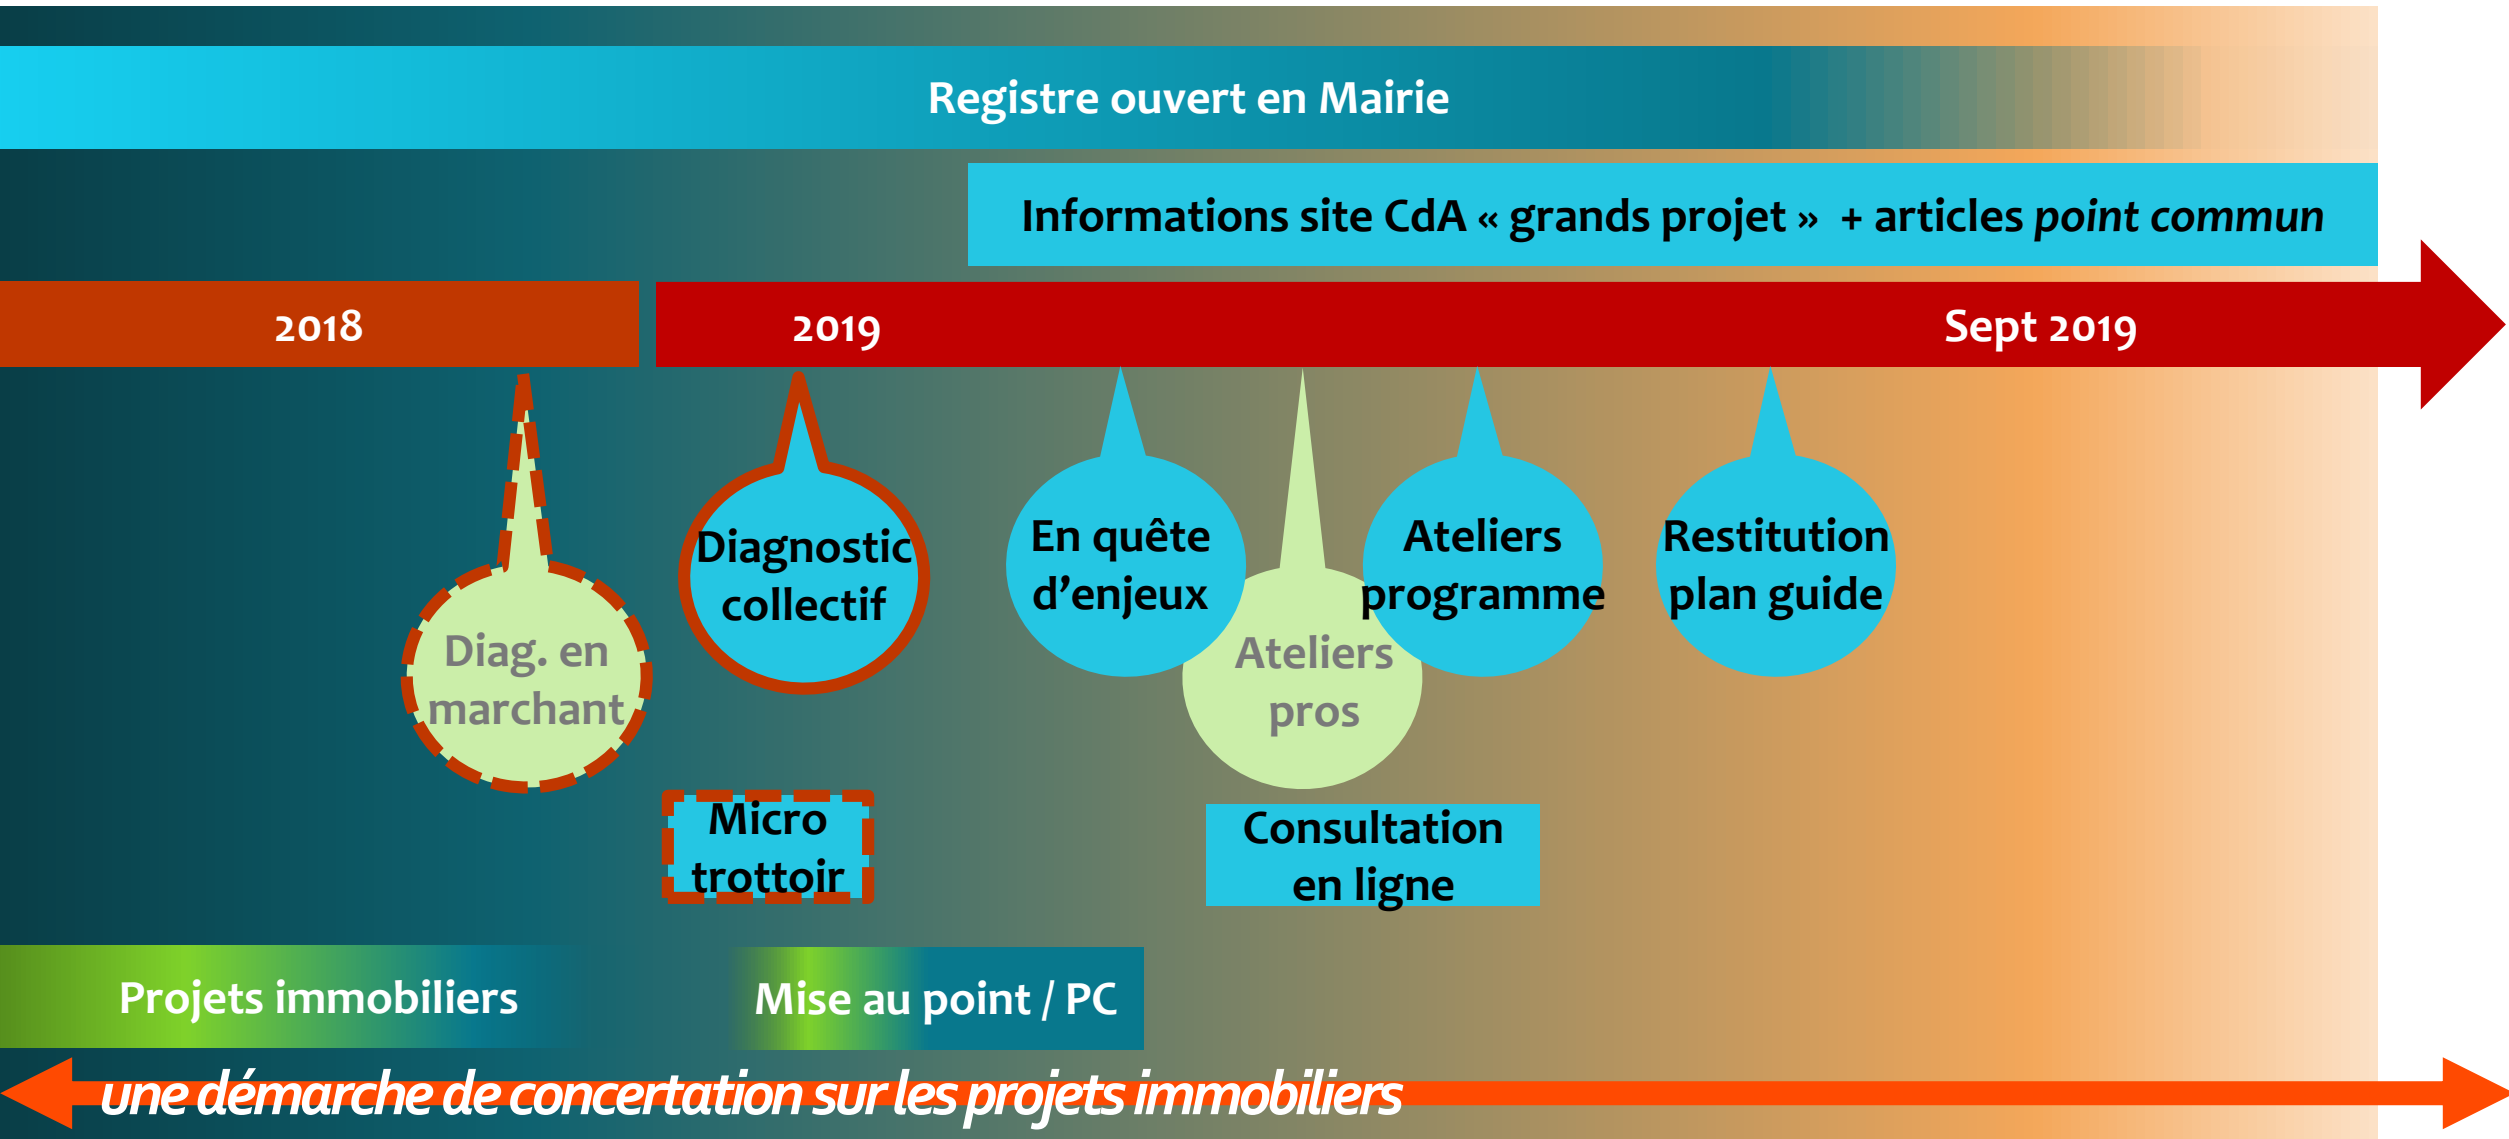 Registre ouvert en Mairie
Informations site CdA « grands projet » + articles point commun
2018
2019
Sept 2019
Diag. en
marchant
Diagnostic
collectif
En quête
d’enjeux
Ateliers
pros
Ateliers
programme
Restitution
plan guide
Micro
trottoir
Consultation
en ligne
Projets immobiliers
Mise au point / PC
une démarche de concertation sur les projets immobiliers